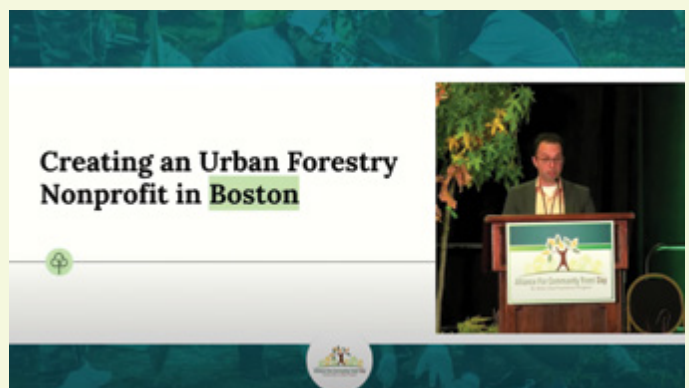 Creating an Urban Forestry
Nonprofit in Boston
Alliance For Community Trees Day